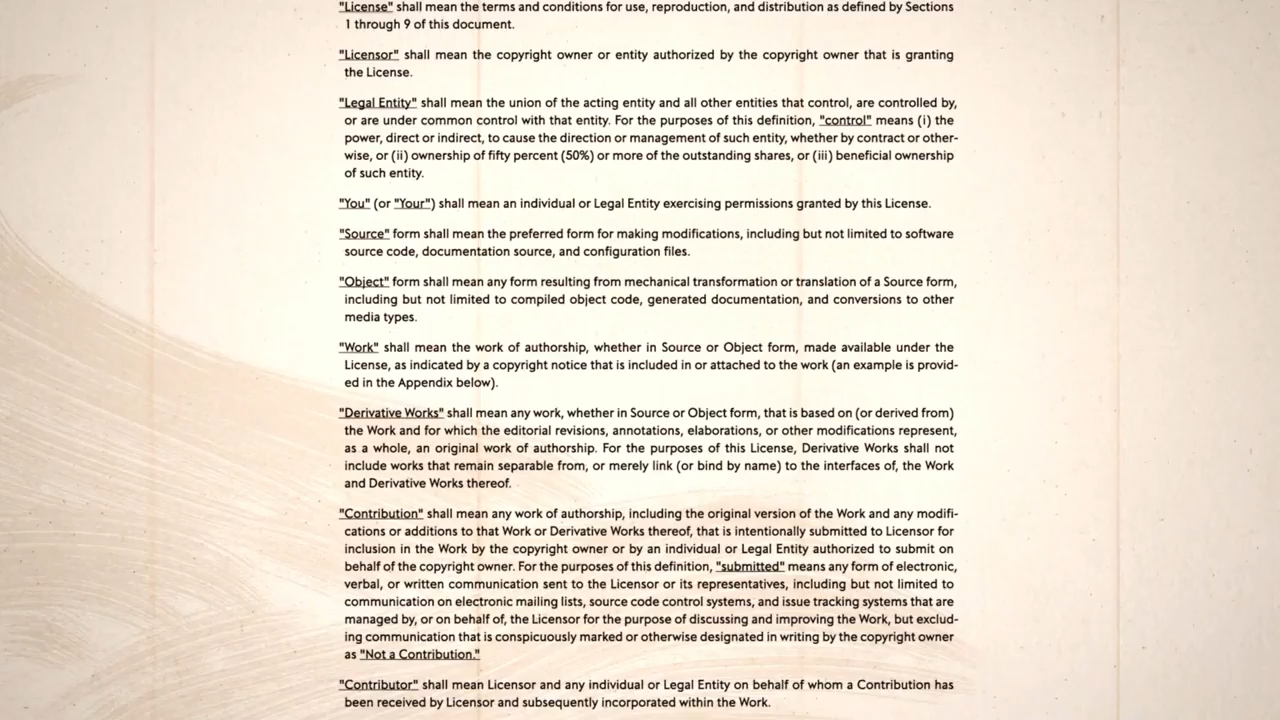 "License" shall mean the terms and conditions for use, reproduction, and distribution as defined by Sections
1 through 9 of this document.
"Licensor" shall mean the copyright owner or entity authorized by the copyright owner that is granting
the License.
"Legal Entity" shall mean the union of the acting entity and all other entities that control, are controlled by,
or are under common control with that entity. For the purposes of this definition, "control" means (i) the
power, direct or indirect, to cause the direction or management of such entity, whether by contract or other-
wise, or (ii) ownership of fifty percent (50%) or more of the outstanding shares, or (iii) beneficial ownership
of such entity.
"You" (or "Your") shall mean an individual or Legal Entity exercising permissions granted by this License.
"Source" form shall mean the preferred form for making modifications, including but not limited to software
source code, documentation source, and configuration files.
"Object" form shall mean any form resulting from mechanical transformation or translation of a Source form,
including but not limited to compiled object code, generated documentation, and conversions to other
media types.
"Work" shall mean the work of authorship, whether in Source or Object form, made available under the
License, as indicated by a copyright notice that is included in or attached to the work (an example is provid-
ed in the Appendix below).
"Derivative Works" shall mean any work, whether in Source or Object form, that is based on (or derived from)
the Work and for which the editorial revisions, annotations, elaborations, or other modifications represent,
as a whole, an original work of authorship. For the purposes of this License, Derivative Works shall not
include works that remain separable from, or merely link (or bind by name) to the interfaces of, the Work
and Derivative Works thereof.
"Contribution" shall mean any work of authorship, including the original version of the Work and any modifi-
cations or additions to that Work or Derivative Works thereof, that is intentionally submitted to Licensor for
inclusion in the Work by the copyright owner or by an individual or Legal Entity authorized to submit on
behalf of the copyright owner. For the purposes of this definition, "submitted" means any form of electronic,
verbal, or written communication sent to the Licensor or its representatives, including but not limited to
communication on electronic mailing lists, source code control systems, and issue tracking systems that are
managed by, or on behalf of, the Licensor for the purpose of discussing and improving the Work, but exclud-
ing communication that is conspicuously marked or otherwise designated in writing by the copyright owner
as "Not a Contribution."
"Contributor" shall mean Licensor and any individual or Legal Entity on behalf of whom a Contribution has
been received by Licensor and subsequently incorporated within the Work.